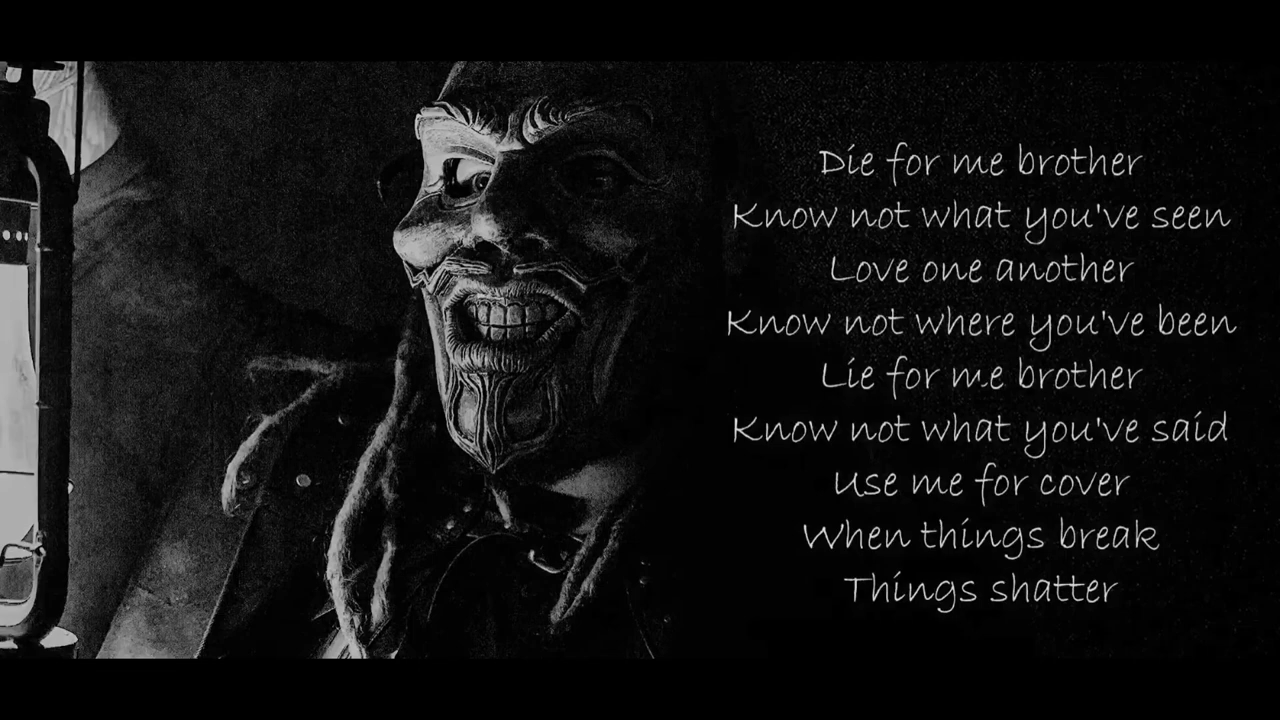 Die for me brother
Know not what you've seen
Love one another
Know not where you've been
Lie for me brother
Know not what you've said
Use me for cover
When things break
Things shatter